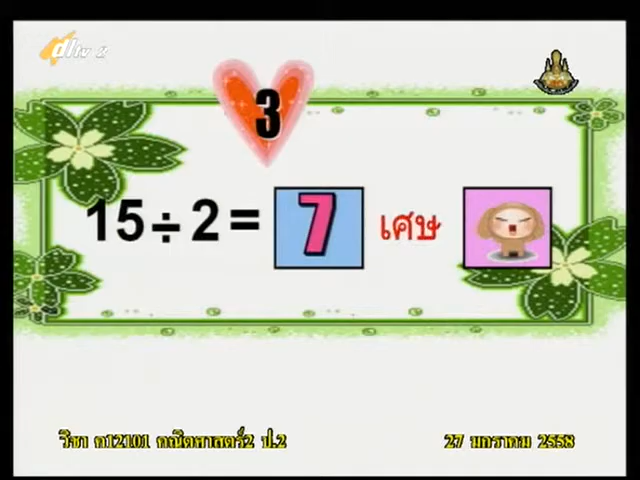 dltv 2
3
15÷2= 7 เศษ
วิชา ค12101 คณิตศาสตร์2 ป.2
27 มกราคม 2558